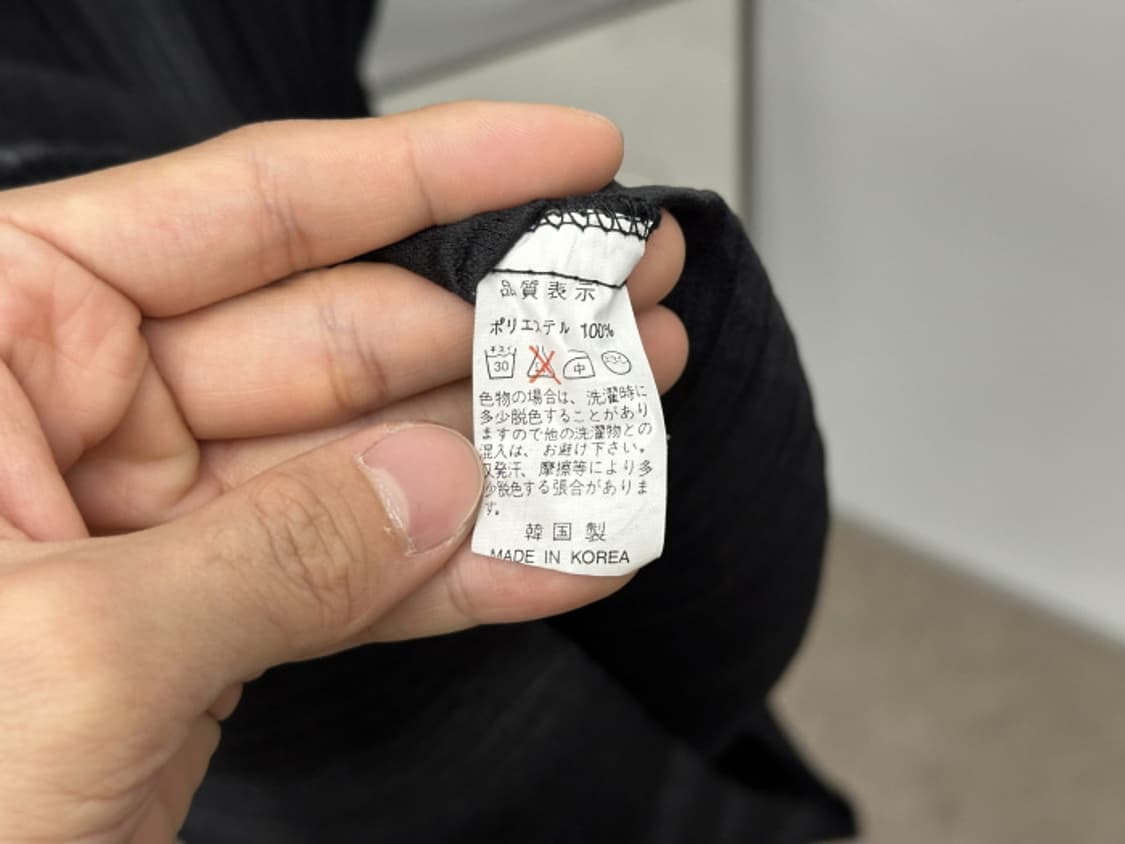 品質表示
ポリエステル 100%
30 中
色物の場合は、洗濯時に
多少脱色することがあり
ますので他の洗濯物との
混入は、お避け下さい。
又発汗、摩擦等により多
少脱色する張合がありま
す。
韓国製
MADE IN KOREA